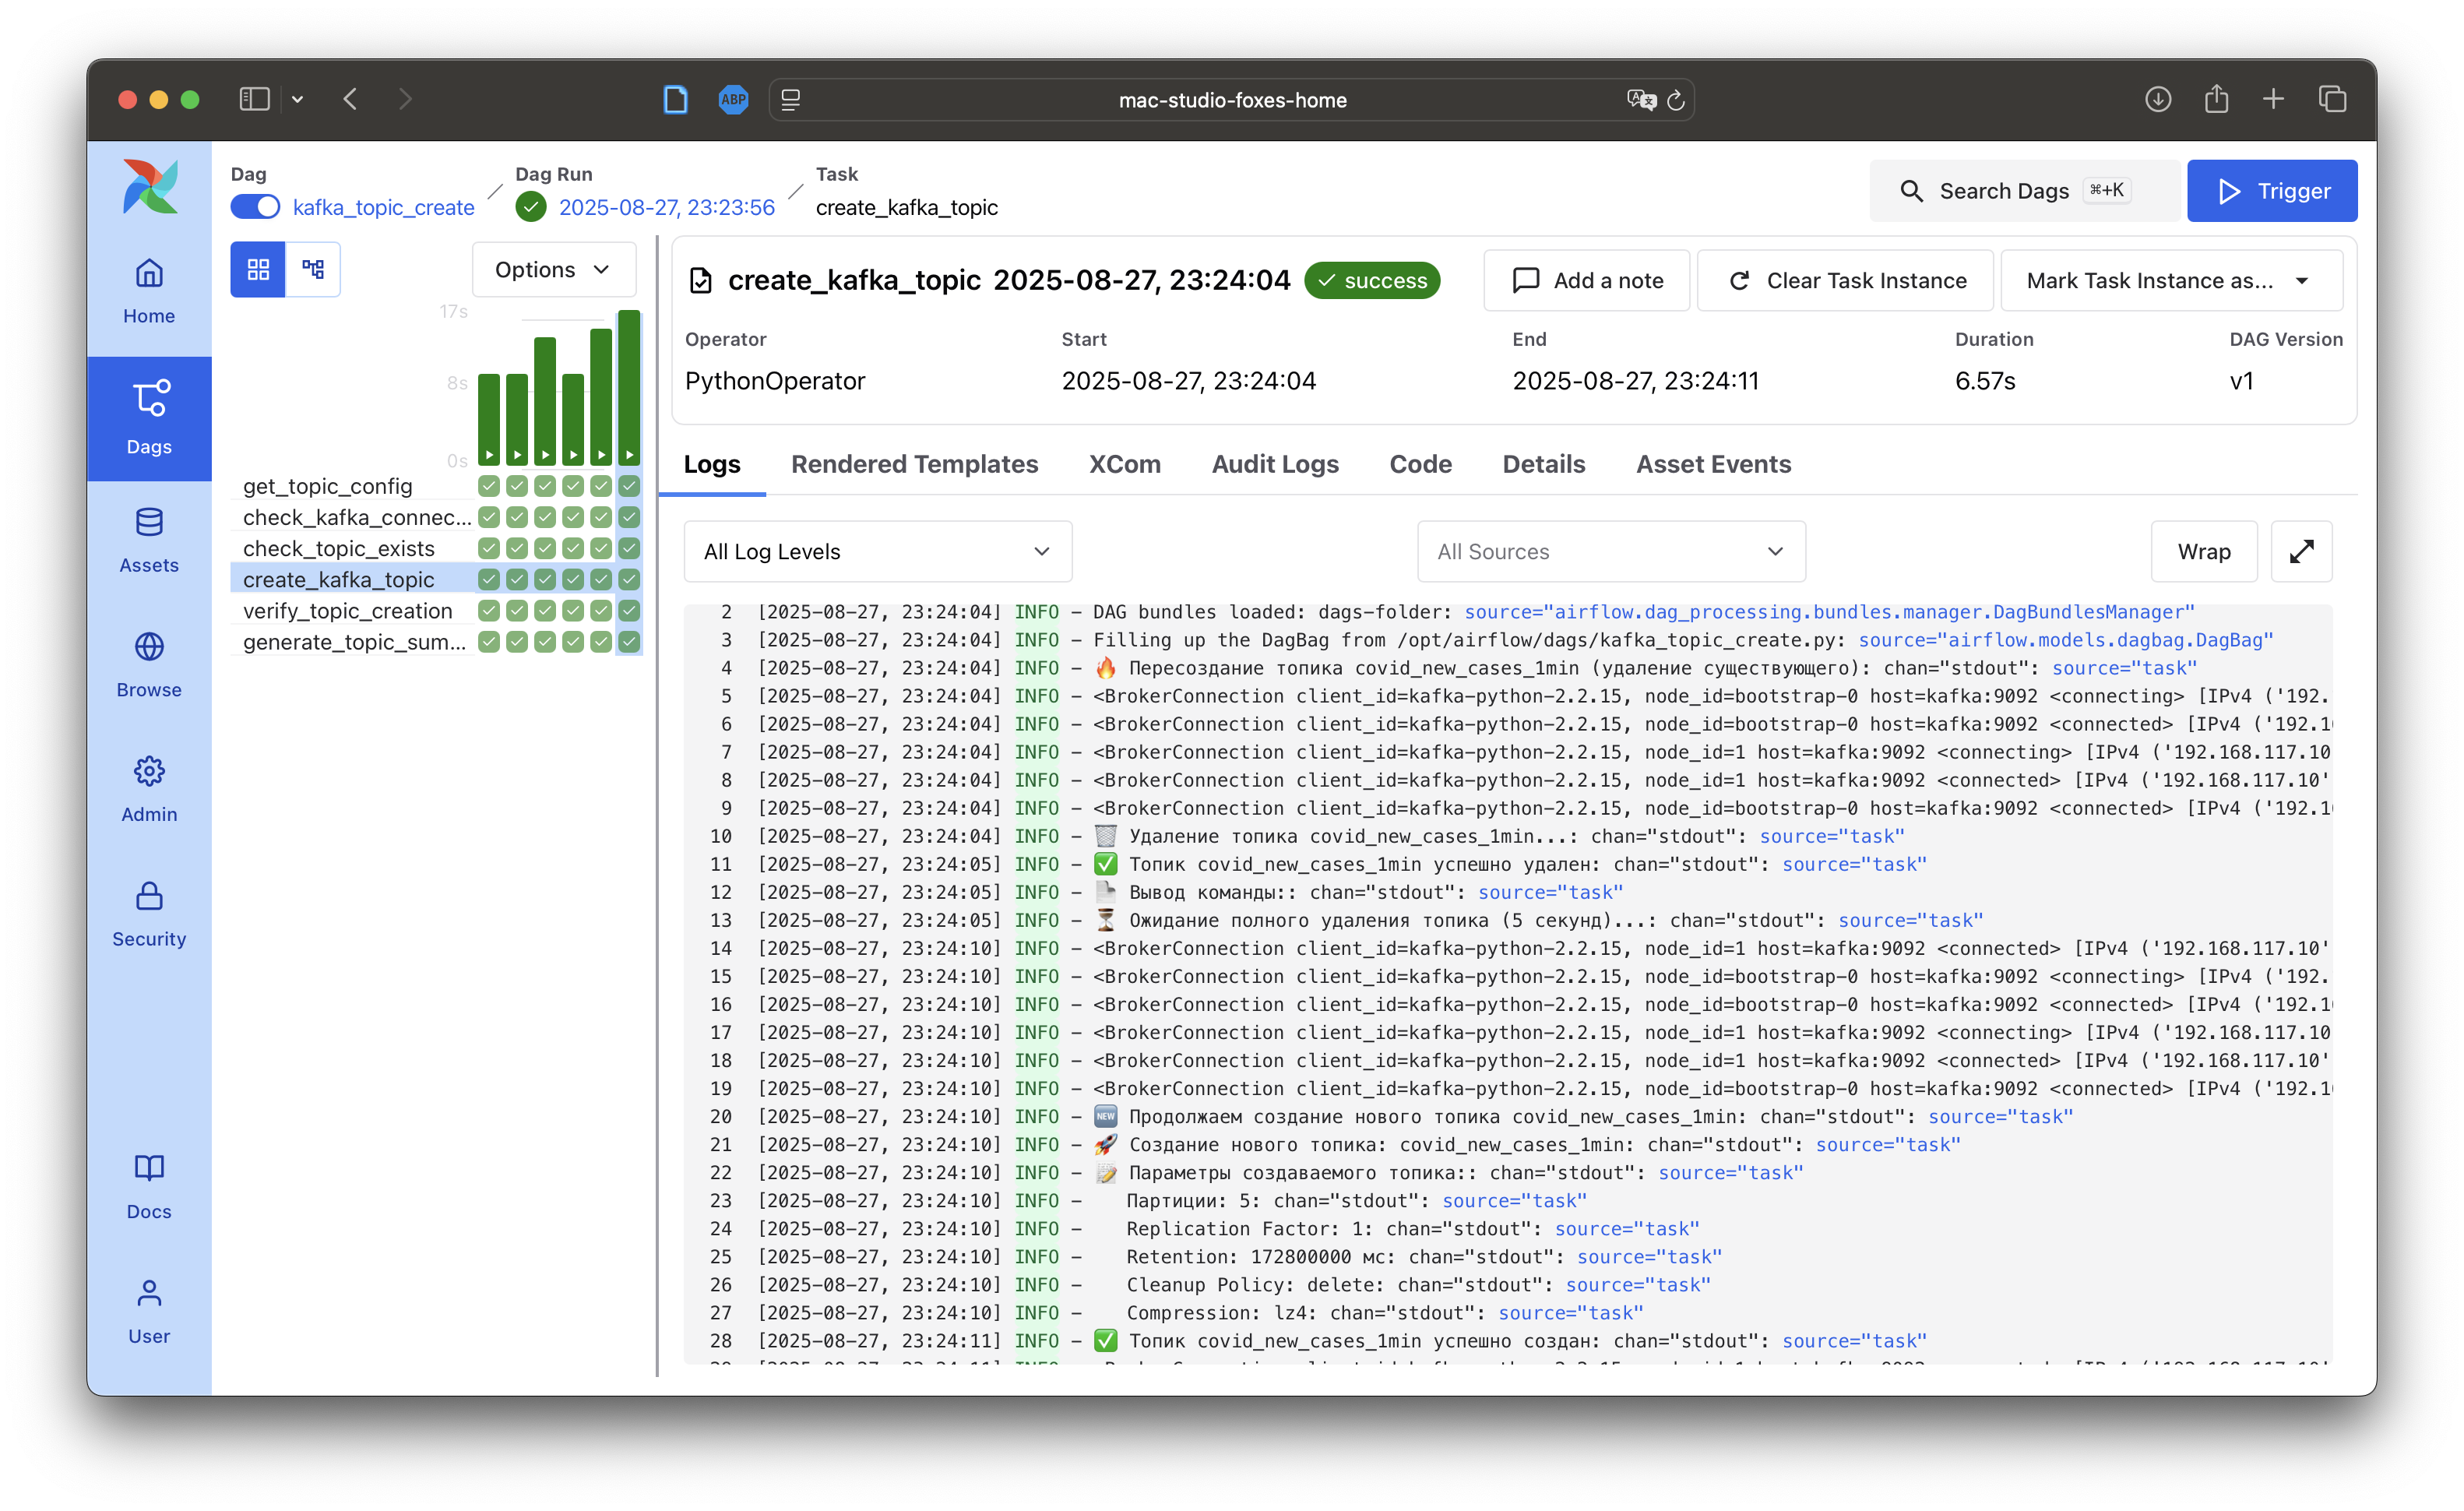 ABP
mac-studio-foxes-home
Dag
kafka_topic_create
Dag Run
2025-08-27, 23:23:56
Task
create_kafka_topic
Search Dags ⌘+K
Trigger
Home
Dags
Assets
Browse
Admin
Security
Docs
User
Options
17s
8s
0s
get_topic_config
check_kafka_connec...
check_topic_exists
create_kafka_topic
verify_topic_creation
generate_topic_sum...
create_kafka_topic 2025-08-27, 23:24:04 success
Add a note
Clear Task Instance
Mark Task Instance as...
Operator Start End Duration DAG Version
PythonOperator 2025-08-27, 23:24:04 2025-08-27, 23:24:11 6.57s v1
Logs Rendered Templates XCom Audit Logs Code Details Asset Events
All Log Levels
All Sources
Wrap
2 [2025-08-27, 23:24:04] INFO - DAG bundles loaded: dags-folder: source="airflow.dag_processing.bundles.manager.DagBundlesManager"
3 [2025-08-27, 23:24:04] INFO - Filling up the DagBag from /opt/airflow/dags/kafka_topic_create.py: source="airflow.models.dagbag.DagBag"
4 [2025-08-27, 23:24:04] INFO - 🔥 Пересоздание топика covid_new_cases_1min (удаление существующего): chan="stdout": source="task"
5 [2025-08-27, 23:24:04] INFO - <BrokerConnection client_id=kafka-python-2.2.15, node_id=bootstrap-0 host=kafka:9092 <connecting> [IPv4 ('192.
6 [2025-08-27, 23:24:04] INFO - <BrokerConnection client_id=kafka-python-2.2.15, node_id=bootstrap-0 host=kafka:9092 <connected> [IPv4 ('192.16
7 [2025-08-27, 23:24:04] INFO - <BrokerConnection client_id=kafka-python-2.2.15, node_id=1 host=kafka:9092 <connecting> [IPv4 ('192.168.117.10
8 [2025-08-27, 23:24:04] INFO - <BrokerConnection client_id=kafka-python-2.2.15, node_id=1 host=kafka:9092 <connected> [IPv4 ('192.168.117.10'
9 [2025-08-27, 23:24:04] INFO - <BrokerConnection client_id=kafka-python-2.2.15, node_id=bootstrap-0 host=kafka:9092 <connected> [IPv4 ('192.16
10 [2025-08-27, 23:24:04] INFO - 🗑️ Удаление топика covid_new_cases_1min...: chan="stdout": source="task"
11 [2025-08-27, 23:24:05] INFO - ✅ Топик covid_new_cases_1min успешно удален: chan="stdout": source="task"
12 [2025-08-27, 23:24:05] INFO - 📄 Вывод команды:: chan="stdout": source="task"
13 [2025-08-27, 23:24:05] INFO - ⏳ Ожидание полного удаления топика (5 секунд)...: chan="stdout": source="task"
14 [2025-08-27, 23:24:10] INFO - <BrokerConnection client_id=kafka-python-2.2.15, node_id=1 host=kafka:9092 <connected> [IPv4 ('192.168.117.10'
15 [2025-08-27, 23:24:10] INFO - <BrokerConnection client_id=kafka-python-2.2.15, node_id=bootstrap-0 host=kafka:9092 <connecting> [IPv4 ('192.
16 [2025-08-27, 23:24:10] INFO - <BrokerConnection client_id=kafka-python-2.2.15, node_id=bootstrap-0 host=kafka:9092 <connected> [IPv4 ('192.16
17 [2025-08-27, 23:24:10] INFO - <BrokerConnection client_id=kafka-python-2.2.15, node_id=1 host=kafka:9092 <connecting> [IPv4 ('192.168.117.10
18 [2025-08-27, 23:24:10] INFO - <BrokerConnection client_id=kafka-python-2.2.15, node_id=1 host=kafka:9092 <connected> [IPv4 ('192.168.117.10'
19 [2025-08-27, 23:24:10] INFO - <BrokerConnection client_id=kafka-python-2.2.15, node_id=bootstrap-0 host=kafka:9092 <connected> [IPv4 ('192.16
20 [2025-08-27, 23:24:10] INFO - 🆕 Продолжаем создание нового топика covid_new_cases_1min: chan="stdout": source="task"
21 [2025-08-27, 23:24:10] INFO - 🚀 Создание нового топика: covid_new_cases_1min: chan="stdout": source="task"
22 [2025-08-27, 23:24:10] INFO - 📝 Параметры создаваемого топика:: chan="stdout": source="task"
23 [2025-08-27, 23:24:10] INFO - Партиции: 5: chan="stdout": source="task"
24 [2025-08-27, 23:24:10] INFO - Replication Factor: 1: chan="stdout": source="task"
25 [2025-08-27, 23:24:10] INFO - Retention: 172800000 мс: chan="stdout": source="task"
26 [2025-08-27, 23:24:10] INFO - Cleanup Policy: delete: chan="stdout": source="task"
27 [2025-08-27, 23:24:10] INFO - Compression: lz4: chan="stdout": source="task"
28 [2025-08-27, 23:24:11] INFO - ✅ Топик covid_new_cases_1min успешно создан: chan="stdout": source="task"